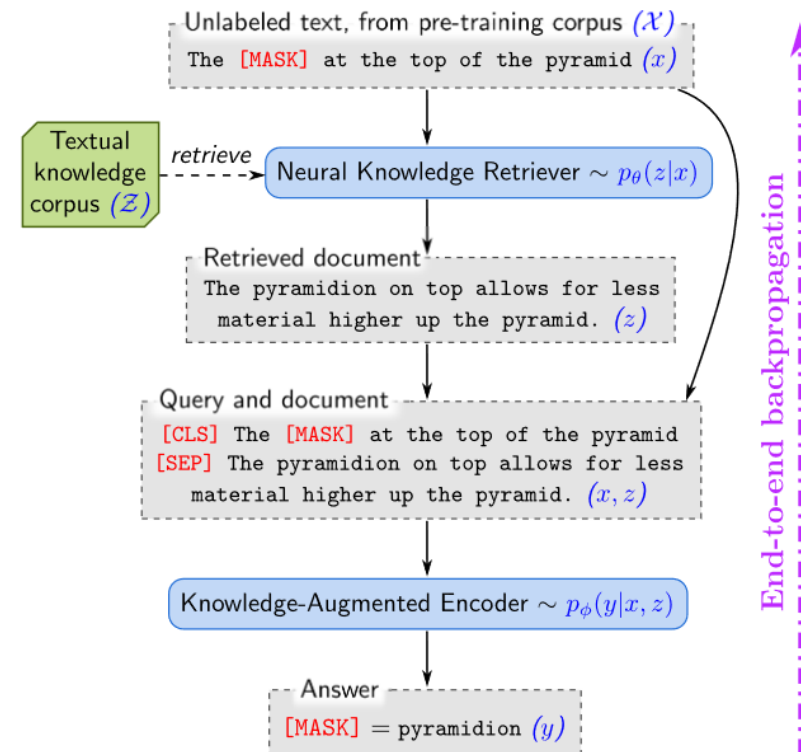 Unlabeled text, from pre-training corpus (𝒳)
The [MASK] at the top of the pyramid (x)
Textual
knowledge
corpus (𝒵)
retrieve
Neural Knowledge Retriever ∼ pθ(z|x)
Retrieved document
The pyramidion on top allows for less
material higher up the pyramid. (z)
Query and document
[CLS] The [MASK] at the top of the pyramid
[SEP] The pyramidion on top allows for less
material higher up the pyramid. (x, z)
Knowledge-Augmented Encoder ∼ pϕ(y|x, z)
Answer
[MASK] = pyramidion (y)
End-to-end backpropagation